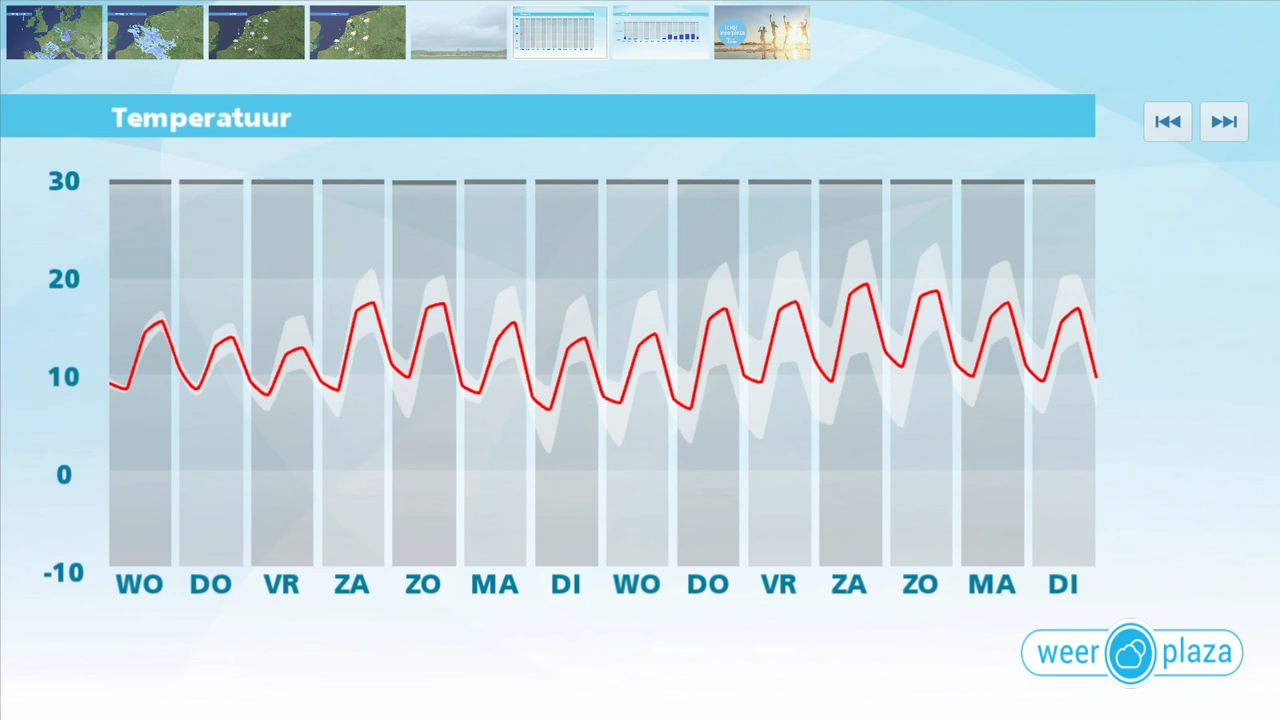 Temperatuur
30
20
10
0
-10
WO DO VR ZA ZO MA DI WO DO VR ZA ZO MA DI
weer plaza